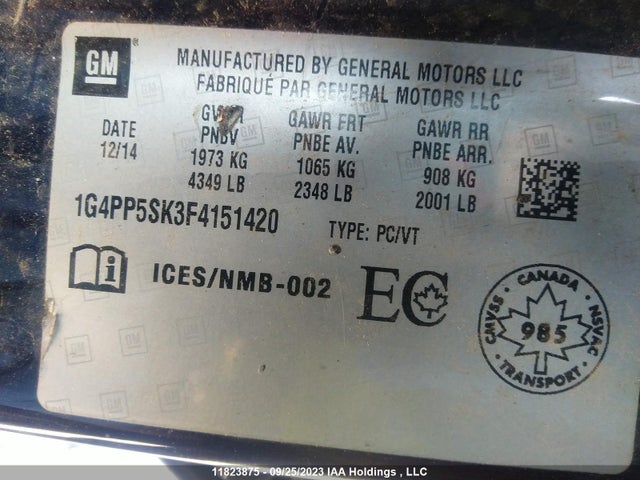 GM
MANUFACTURED BY GENERAL MOTORS LLC
FABRIQUÉ PAR GENERAL MOTORS LLC
DATE
12/14
GVWR
PNBV
1973 KG
4349 LB
GAWR FRT
PNBE AV.
1065 KG
2348 LB
GAWR RR
PNBE ARR.
908 KG
2001 LB
1G4PP5SK3F4151420
TYPE: PC/VT
i ICES/NMB-002
EC
CANADA
CMVSS
985
NSVAC
TRANSPORT
11823875 - 09/25/2023 IAA Holdings , LLC